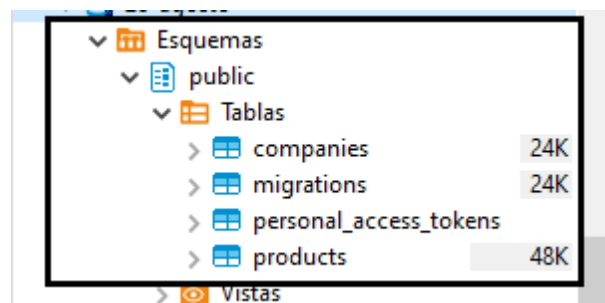 Esquemas
public
Tablas
companies 24K
migrations 24K
personal_access_tokens
products 48K
Vistas